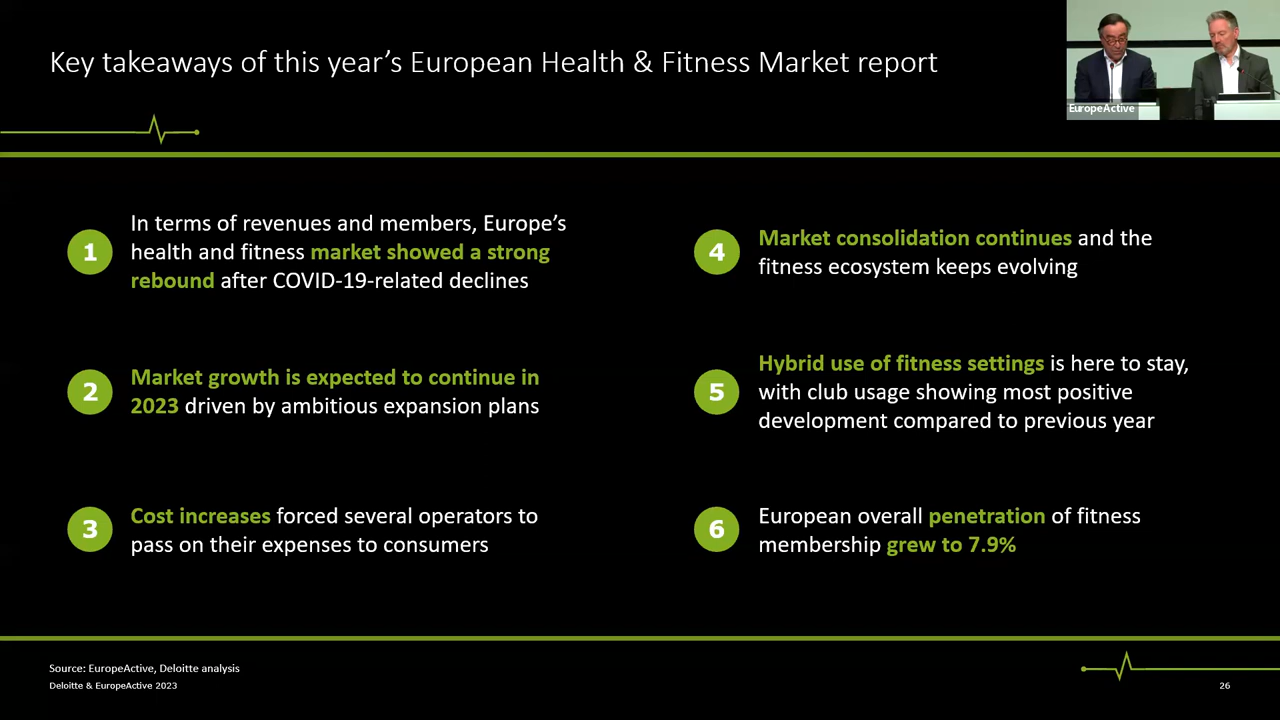 Key takeaways of this year's European Health & Fitness Market report
EuropeActive
1
In terms of revenues and members, Europe's
health and fitness market showed a strong
rebound after COVID-19-related declines
2
Market growth is expected to continue in
2023 driven by ambitious expansion plans
3
Cost increases forced several operators to
pass on their expenses to consumers
4
Market consolidation continues and the
fitness ecosystem keeps evolving
5
Hybrid use of fitness settings is here to stay,
with club usage showing most positive
development compared to previous year
6
European overall penetration of fitness
membership grew to 7.9%
Source: EuropeActive, Deloitte analysis
Deloitte & EuropeActive 2023
26